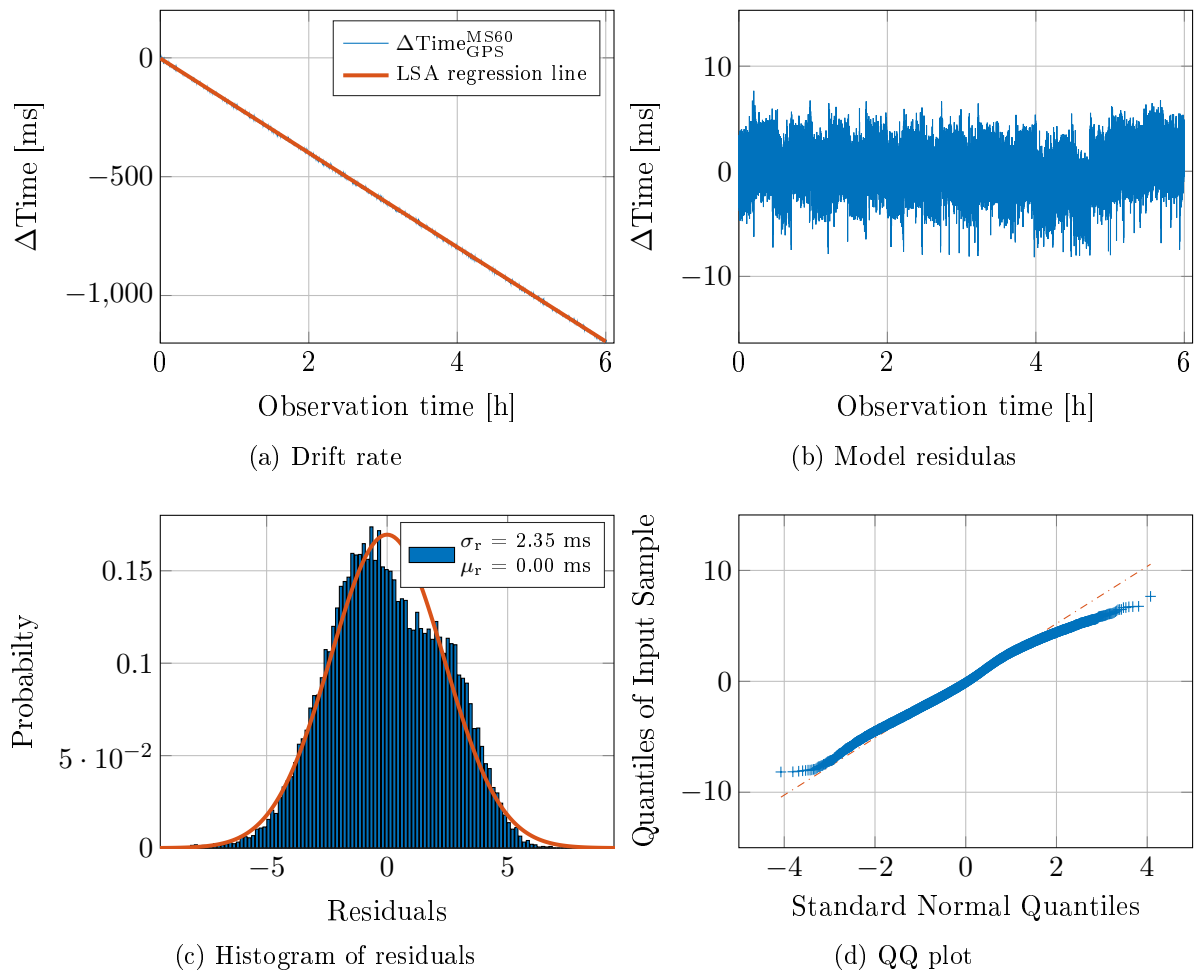 0
−500
−1,000
ΔTime [ms]
ΔTime^{MS60}_{GPS}
LSA regression line
0 2 4 6
Observation time [h]
(a) Drift rate
10
0
−10
ΔTime [ms]
0 2 4 6
Observation time [h]
(b) Model residulas
0.15
0.1
5 · 10^{−2}
0
Probabilty
σ_r = 2.35 ms
μ_r = 0.00 ms
−5 0 5
Residuals
(c) Histogram of residuals
10
0
−10
Quantiles of Input Sample
−4 −2 0 2 4
Standard Normal Quantiles
(d) QQ plot